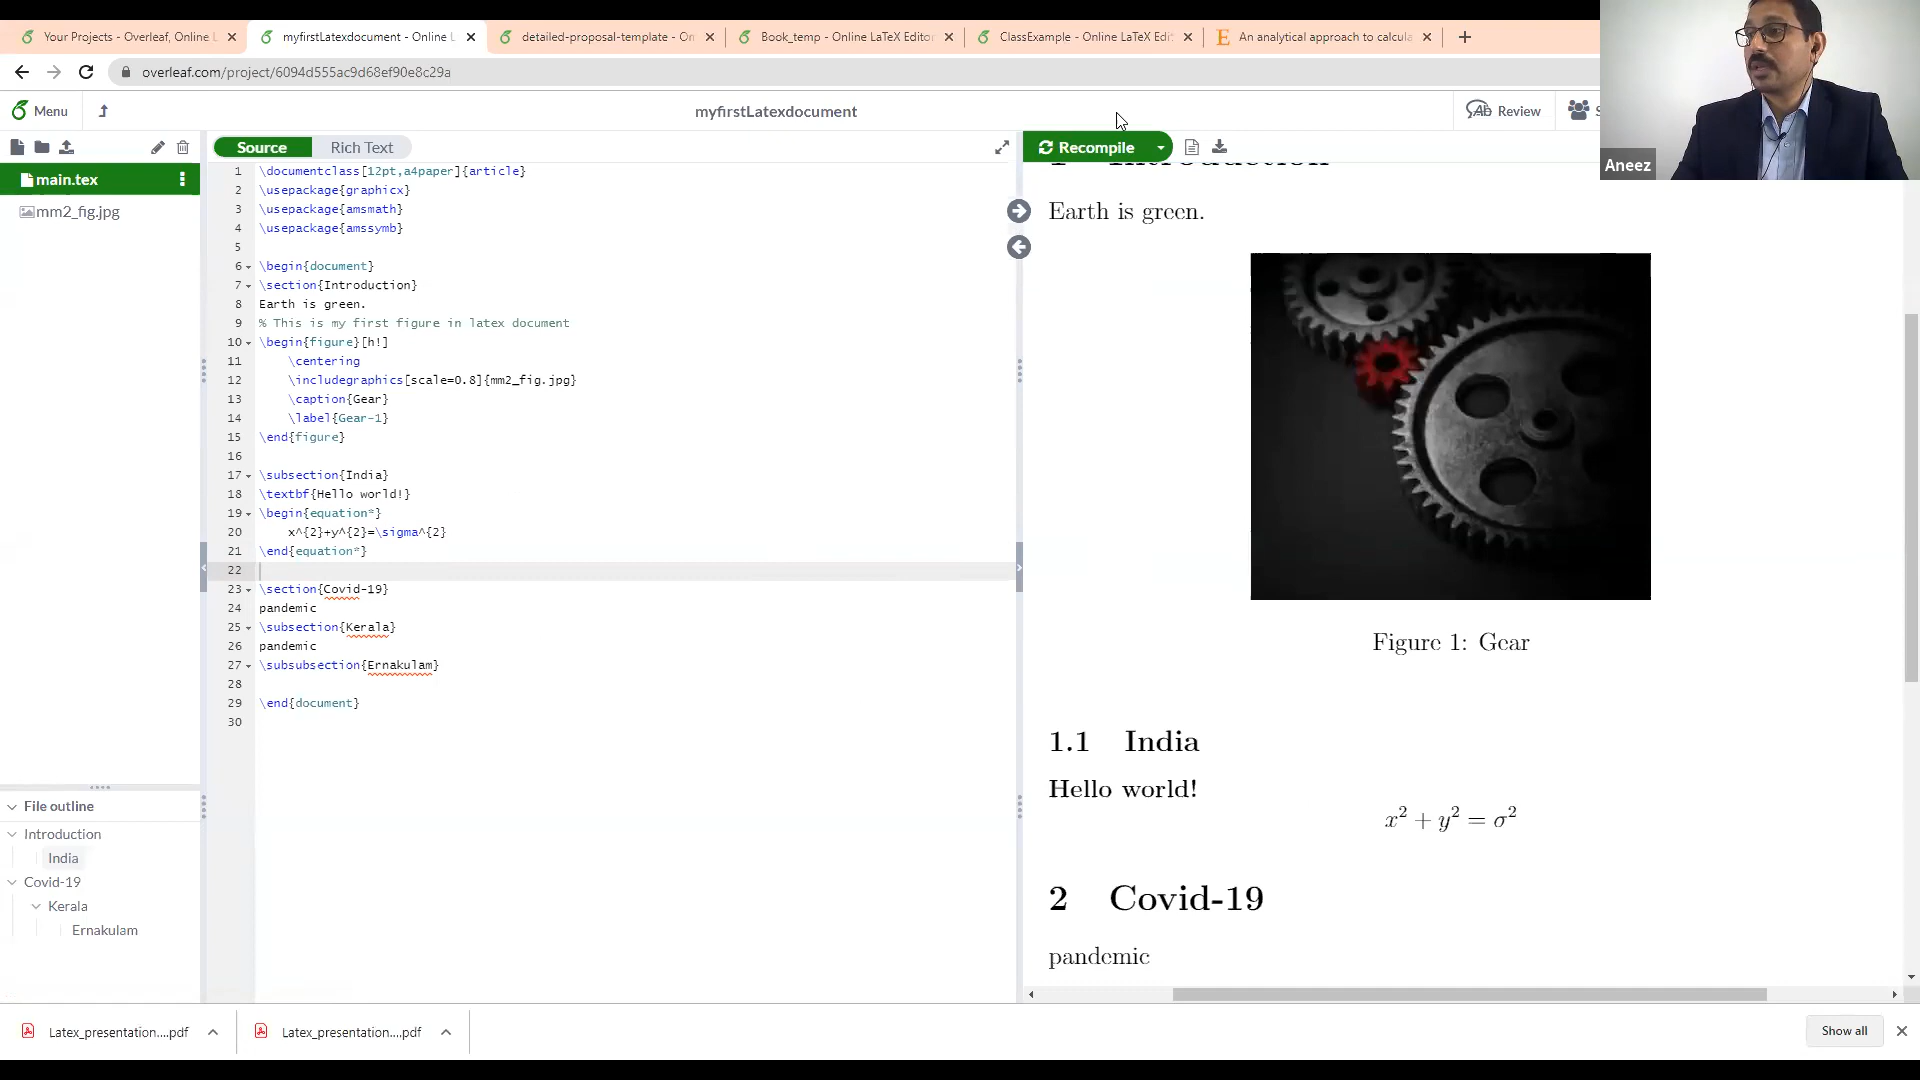 Your Projects - Overleaf, Online L
myfirstLatexdocument - Online L
detailed-proposal-template - On
Book_temp - Online LaTeX Editor
ClassExample - Online LaTeX Edit
An analytical approach to calcula
overleaf.com/project/6094d555ac9d68ef90e8c29a
Menu
myfirstLatexdocument
Review
S
Aneez
Source
Rich Text
Recompile
main.tex
mm2_fig.jpg
1 \documentclass[12pt,a4paper]{article}
2 \usepackage{graphicx}
3 \usepackage{amsmath}
4 \usepackage{amssymb}
5
6 \begin{document}
7 \section{Introduction}
8 Earth is green.
9 % This is my first figure in latex document
10 \begin{figure}[h!]
11 \centering
12 \includegraphics[scale=0.8]{mm2_fig.jpg}
13 \caption{Gear}
14 \label{Gear-1}
15 \end{figure}
16
17 \subsection{India}
18 \textbf{Hello world!}
19 \begin{equation*}
20 x^{2}+y^{2}=\sigma^{2}
21 \end{equation*}
22
23 \section{Covid-19}
24 pandemic
25 \subsection{Kerala}
26 pandemic
27 \subsubsection{Ernakulam}
28
29 \end{document}
30
File outline
Introduction
India
Covid-19
Kerala
Ernakulam
1 Introduction
Earth is green.
Figure 1: Gear
1.1 India
Hello world!
x² + y² = σ²
2 Covid-19
pandemic
Latex_presentation....pdf
Latex_presentation....pdf
Show all